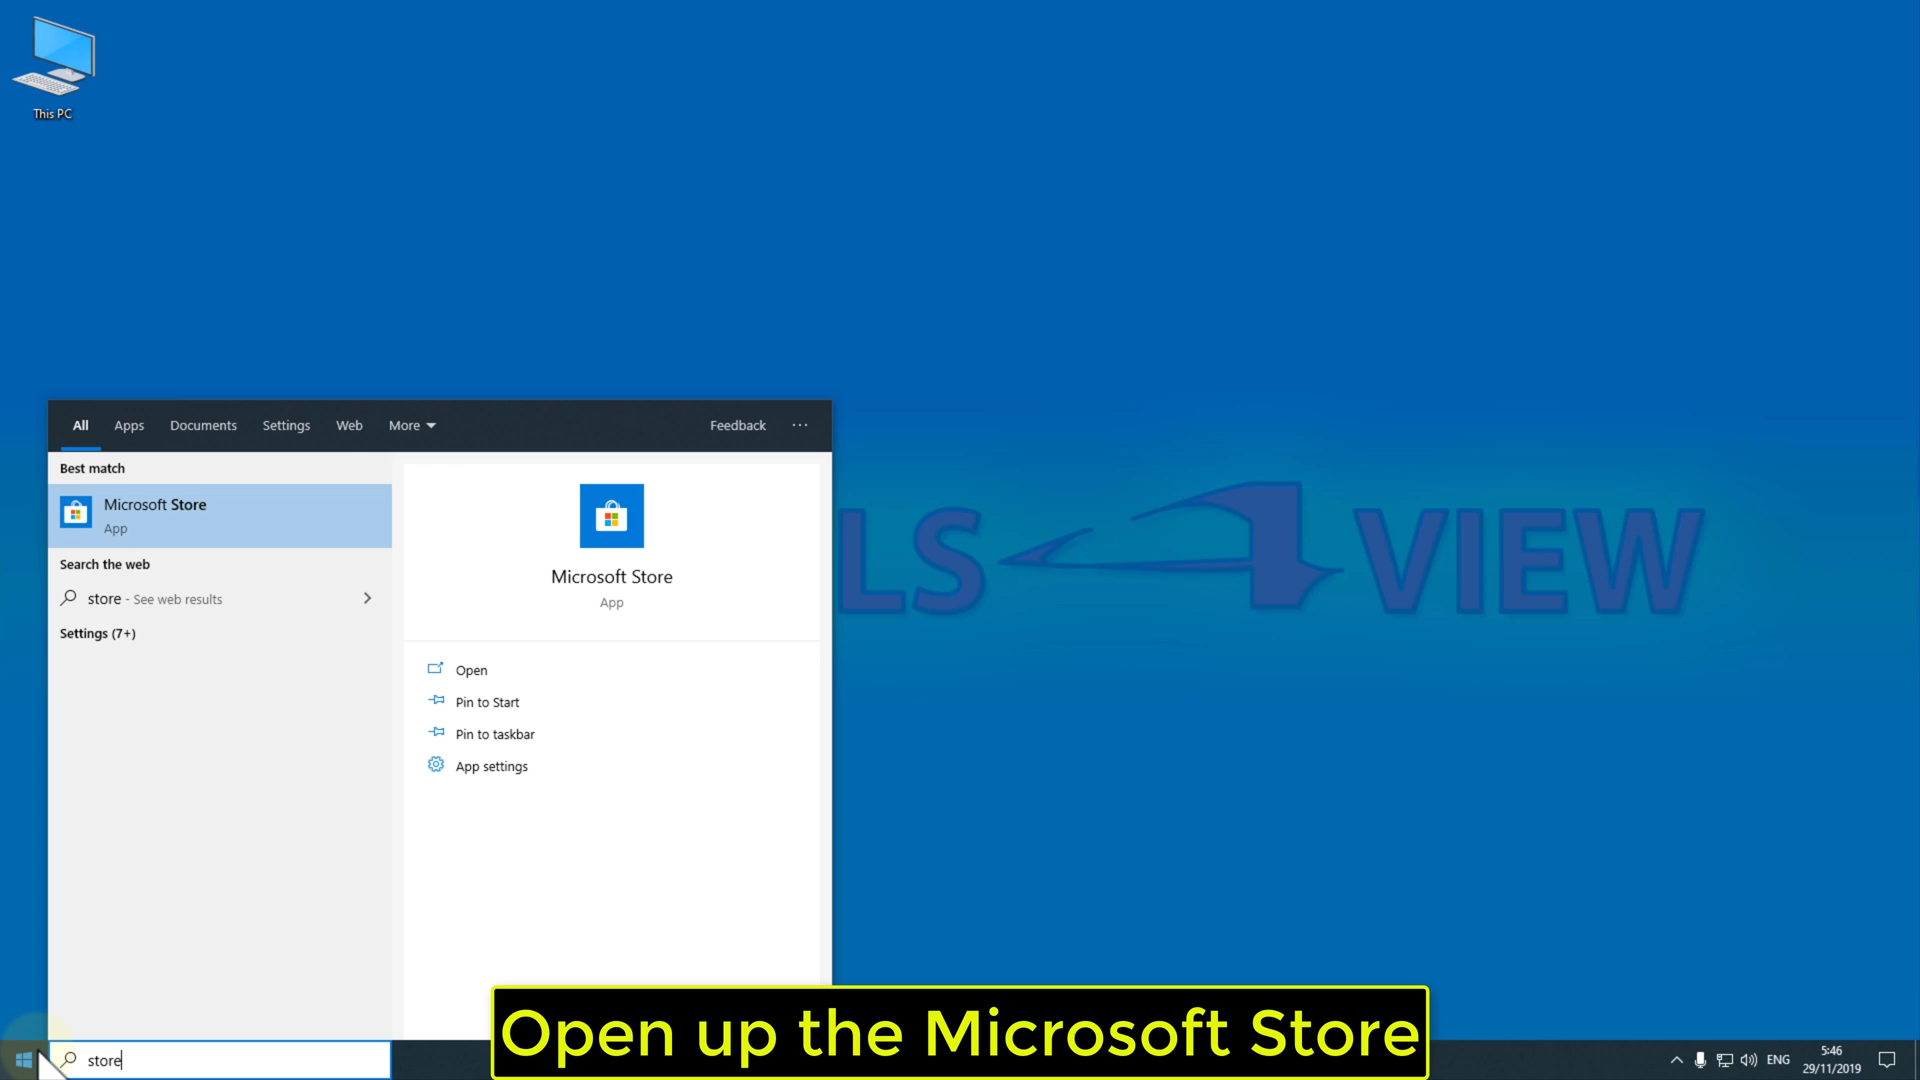 This PC
All Apps Documents Settings Web More Feedback ...
Best match
Microsoft Store
App
Search the web
store - See web results
Settings (7+)
Microsoft Store
App
Open
Pin to Start
Pin to taskbar
App settings
LS4VIEW
Open up the Microsoft Store
store
ENG
5:46
29/11/2019